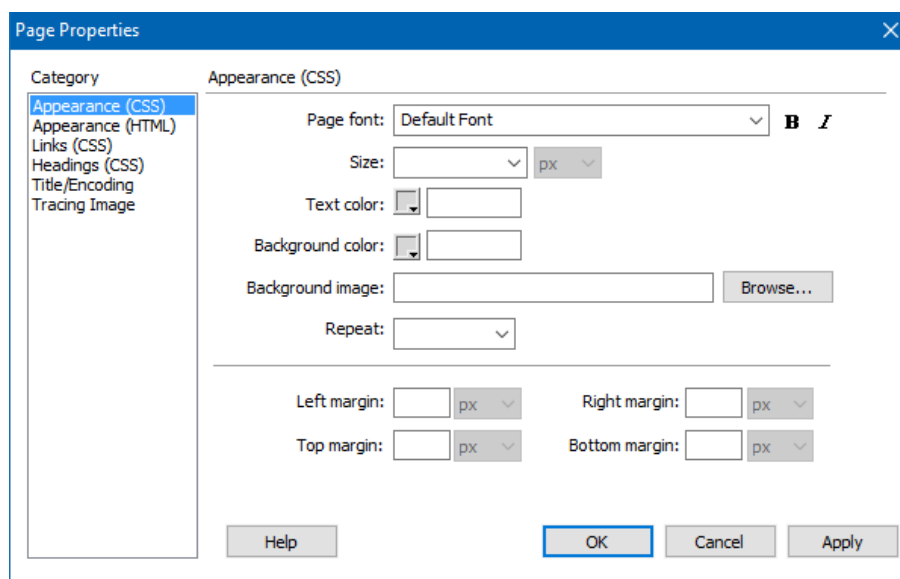 Page Properties
Category
Appearance (CSS)
Appearance (HTML)
Links (CSS)
Headings (CSS)
Title/Encoding
Tracing Image
Appearance (CSS)
Page font: Default Font B I
Size: px
Text color:
Background color:
Background image: Browse...
Repeat:
Left margin: px Right margin: px
Top margin: px Bottom margin: px
Help OK Cancel Apply